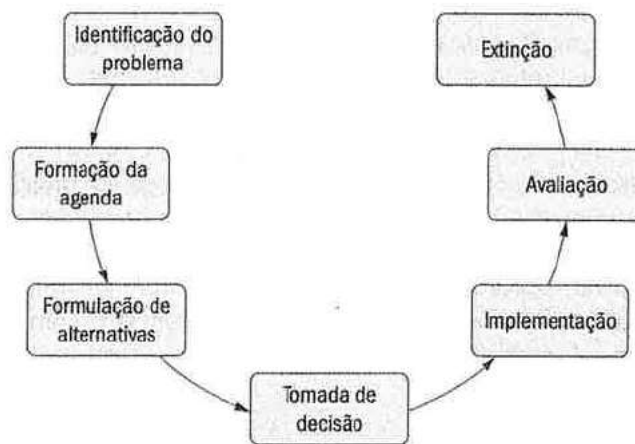 Identificação do
problema
Formação da
agenda
Formulação de
alternativas
Tomada de
decisão
Implementação
Avaliação
Extinção